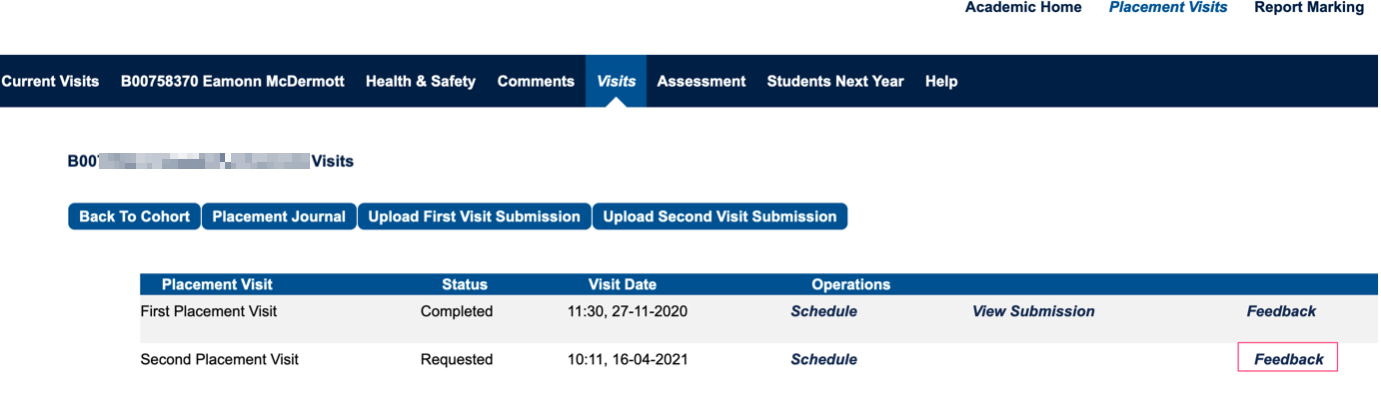 Academic Home Placement Visits Report Marking
Current Visits B00758370 Eamonn McDermott Health & Safety Comments Visits Assessment Students Next Year Help
B00 Visits
Back To Cohort Placement Journal Upload First Visit Submission Upload Second Visit Submission
Placement Visit Status Visit Date Operations
First Placement Visit Completed 11:30, 27-11-2020 Schedule View Submission Feedback
Second Placement Visit Requested 10:11, 16-04-2021 Schedule Feedback